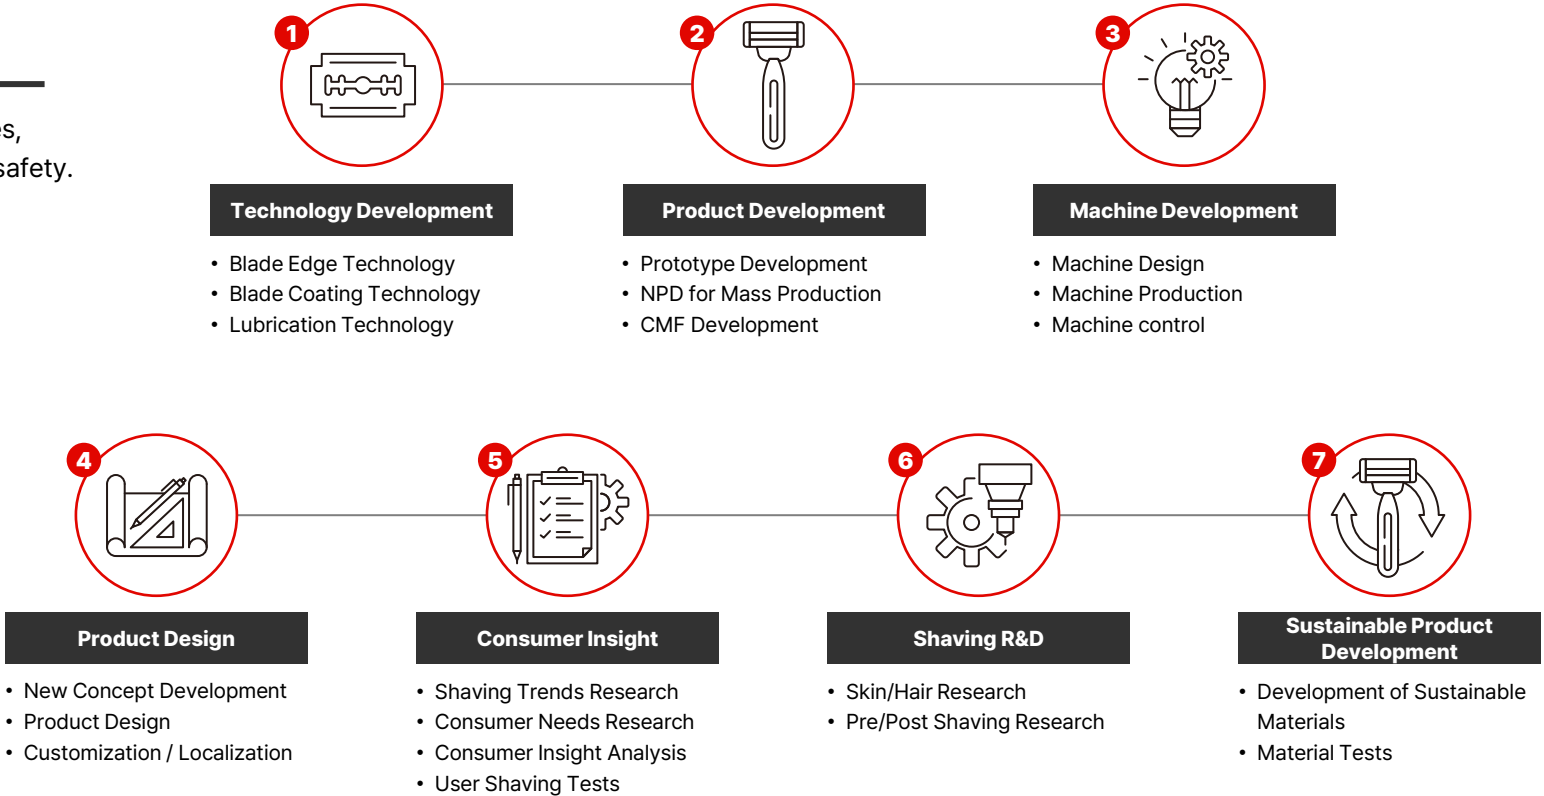 safety.
1
2
3
Technology Development
• Blade Edge Technology
• Blade Coating Technology
• Lubrication Technology
Product Development
• Prototype Development
• NPD for Mass Production
• CMF Development
Machine Development
• Machine Design
• Machine Production
• Machine control
4
5
6
7
Product Design
• New Concept Development
• Product Design
• Customization / Localization
Consumer Insight
• Shaving Trends Research
• Consumer Needs Research
• Consumer Insight Analysis
• User Shaving Tests
Shaving R&D
• Skin/Hair Research
• Pre/Post Shaving Research
Sustainable Product
Development
• Development of Sustainable
Materials
• Material Tests